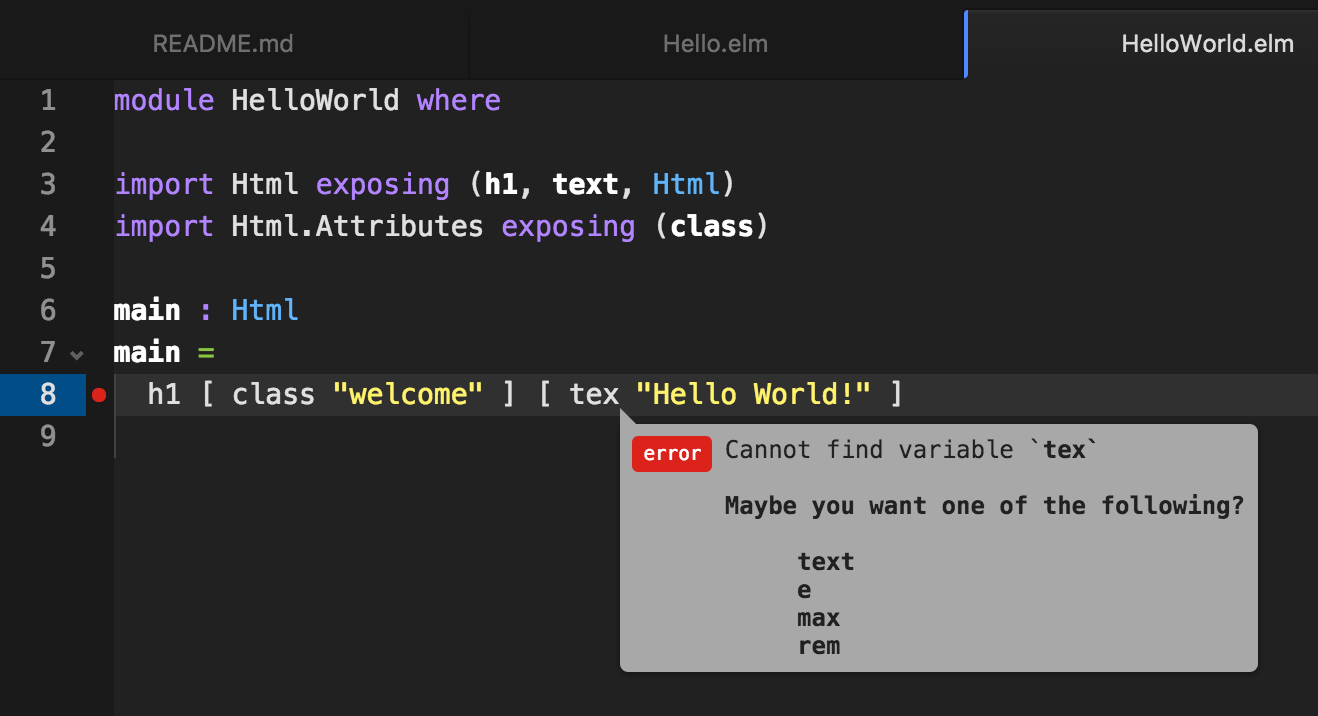 README.md
Hello.elm
HelloWorld.elm
1 module HelloWorld where
2
3 import Html exposing (h1, text, Html)
4 import Html.Attributes exposing (class)
5
6 main : Html
7 main =
8 h1 [ class "welcome" ] [ tex "Hello World!" ]
9
error Cannot find variable `tex`
Maybe you want one of the following?
text
e
max
rem